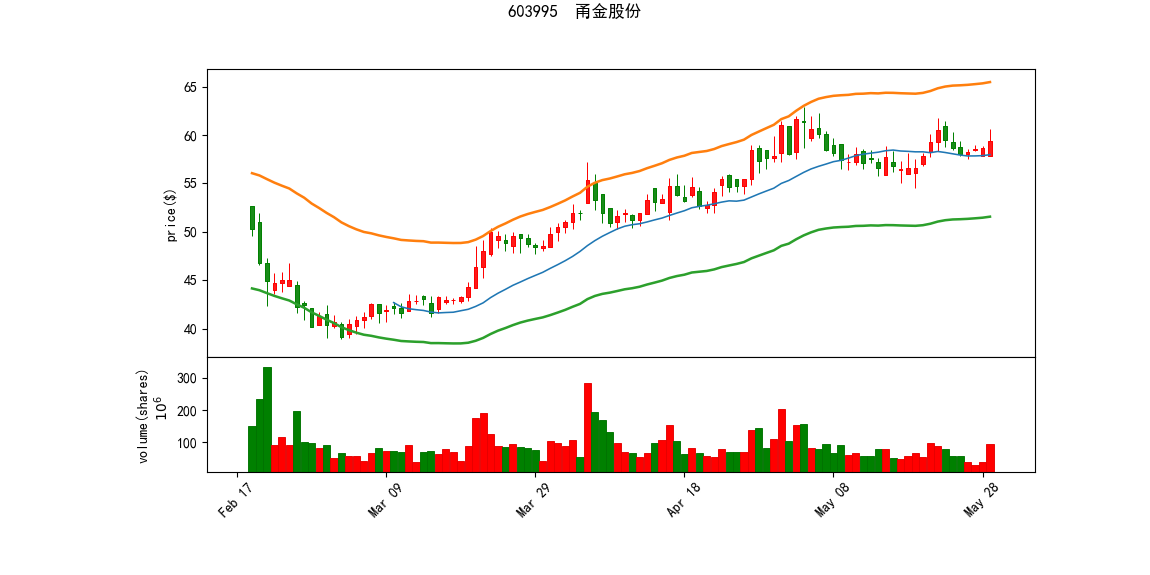 603995 甬金股份
price($)
65
60
55
50
45
40
volume(shares)
10^6
300
200
100
Feb 17
Mar 09
Mar 29
Apr 18
May 08
May 28